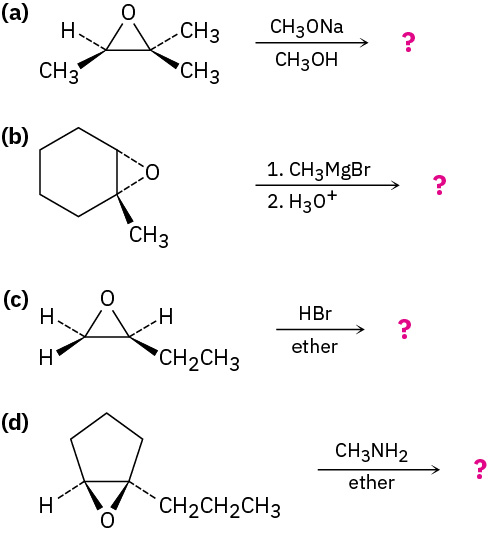 (a)
O
H
CH₃
CH₃
CH₃
CH₃ONa
CH₃OH
?
(b)
O
CH₃
1. CH₃MgBr
2. H₃O⁺
?
(c)
O
H
H
H
CH₂CH₃
HBr
ether
?
(d)
H
O
CH₂CH₂CH₃
CH₃NH₂
ether
?